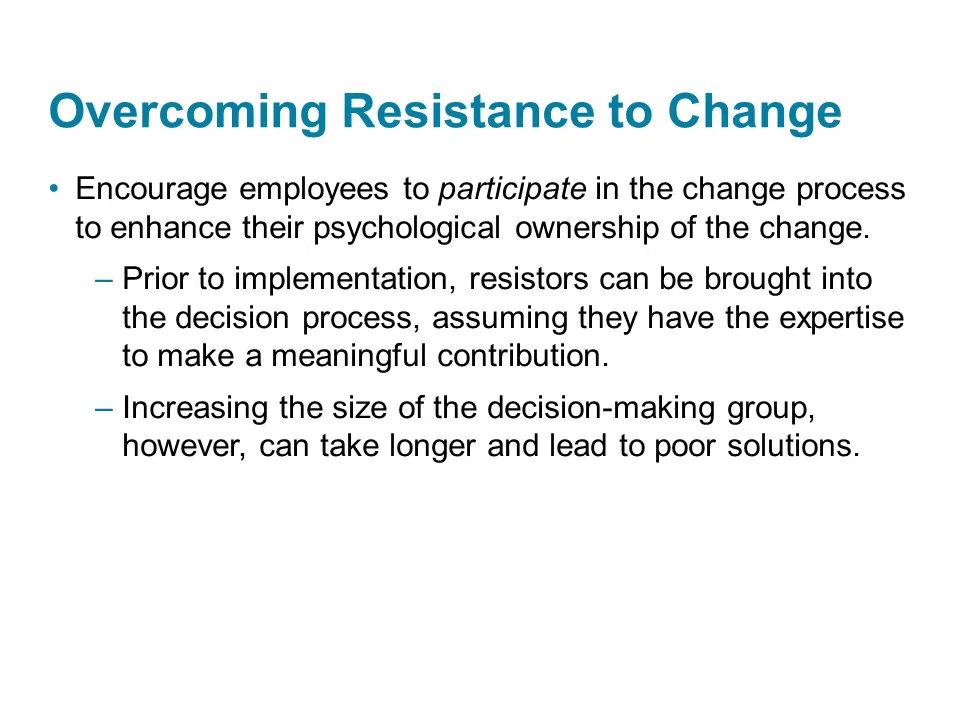 Overcoming Resistance to Change
• Encourage employees to participate in the change process
to enhance their psychological ownership of the change.
– Prior to implementation, resistors can be brought into
the decision process, assuming they have the expertise
to make a meaningful contribution.
– Increasing the size of the decision-making group,
however, can take longer and lead to poor solutions.